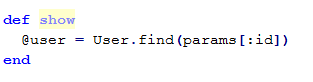 def show
  @user = User.find(params[:id])
end